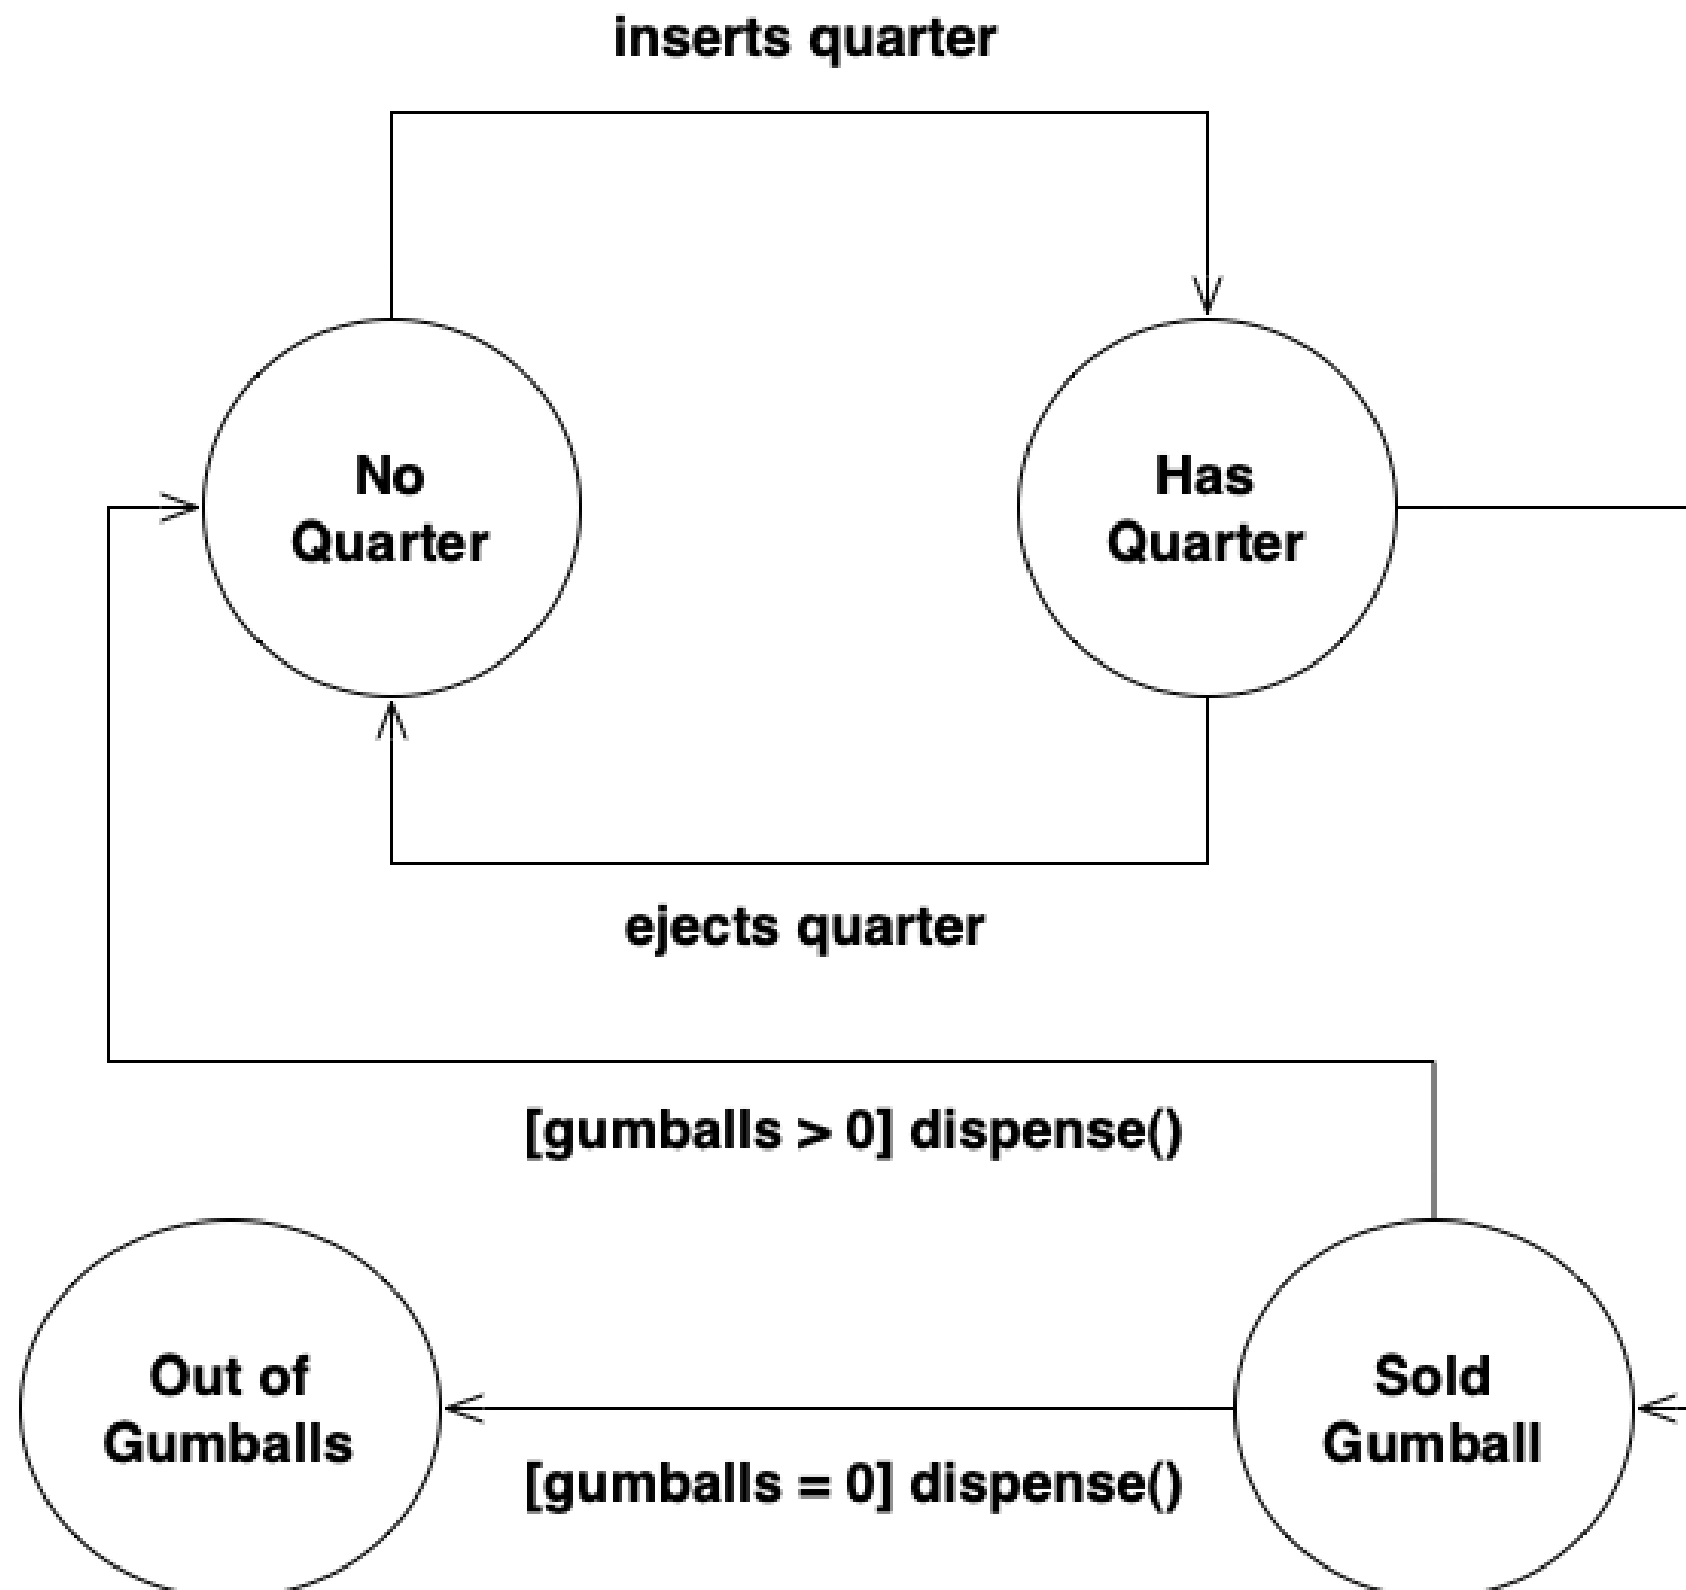 inserts quarter
No
Quarter
Has
Quarter
ejects quarter
[gumballs > 0] dispense()
Out of
Gumballs
Sold
Gumball
[gumballs = 0] dispense()